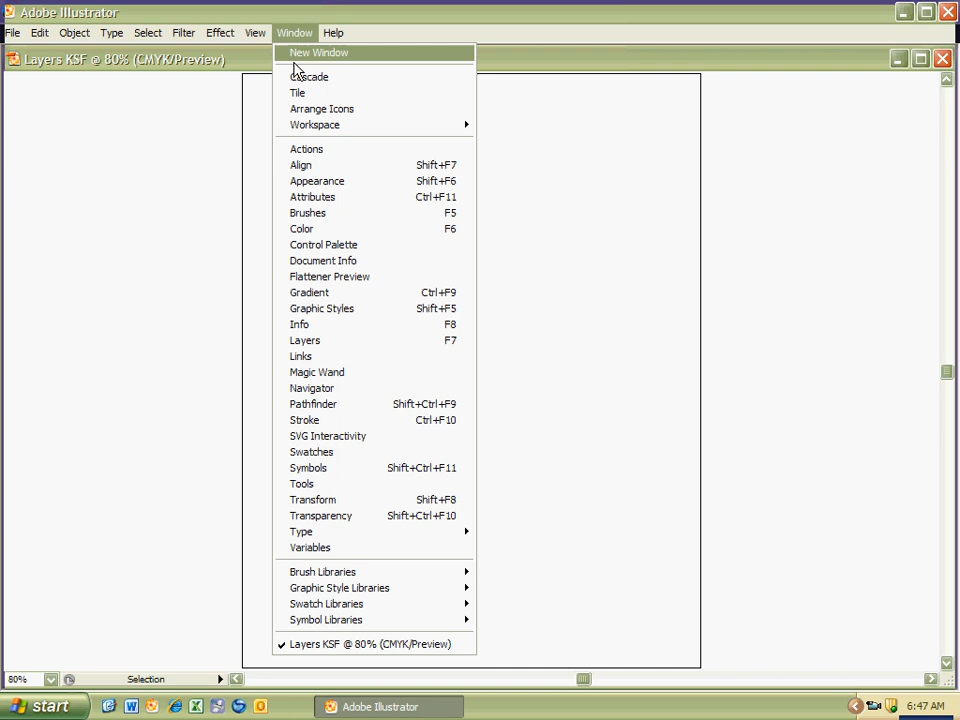 Adobe Illustrator
File Edit Object Type Select Filter Effect View Window Help
Layers KSF @ 80% (CMYK/Preview)
New Window
Cascade
Tile
Arrange Icons
Workspace
Actions
Align Shift+F7
Appearance Shift+F6
Attributes Ctrl+F11
Brushes F5
Color F6
Control Palette
Document Info
Flattener Preview
Gradient Ctrl+F9
Graphic Styles Shift+F5
Info F8
Layers F7
Links
Magic Wand
Navigator
Pathfinder Shift+Ctrl+F9
Stroke Ctrl+F10
SVG Interactivity
Swatches
Symbols Shift+Ctrl+F11
Tools
Transform Shift+F8
Transparency Shift+Ctrl+F10
Type
Variables
Brush Libraries
Graphic Style Libraries
Swatch Libraries
Symbol Libraries
Layers KSF @ 80% (CMYK/Preview)
80% Selection
start Adobe Illustrator 6:47 AM